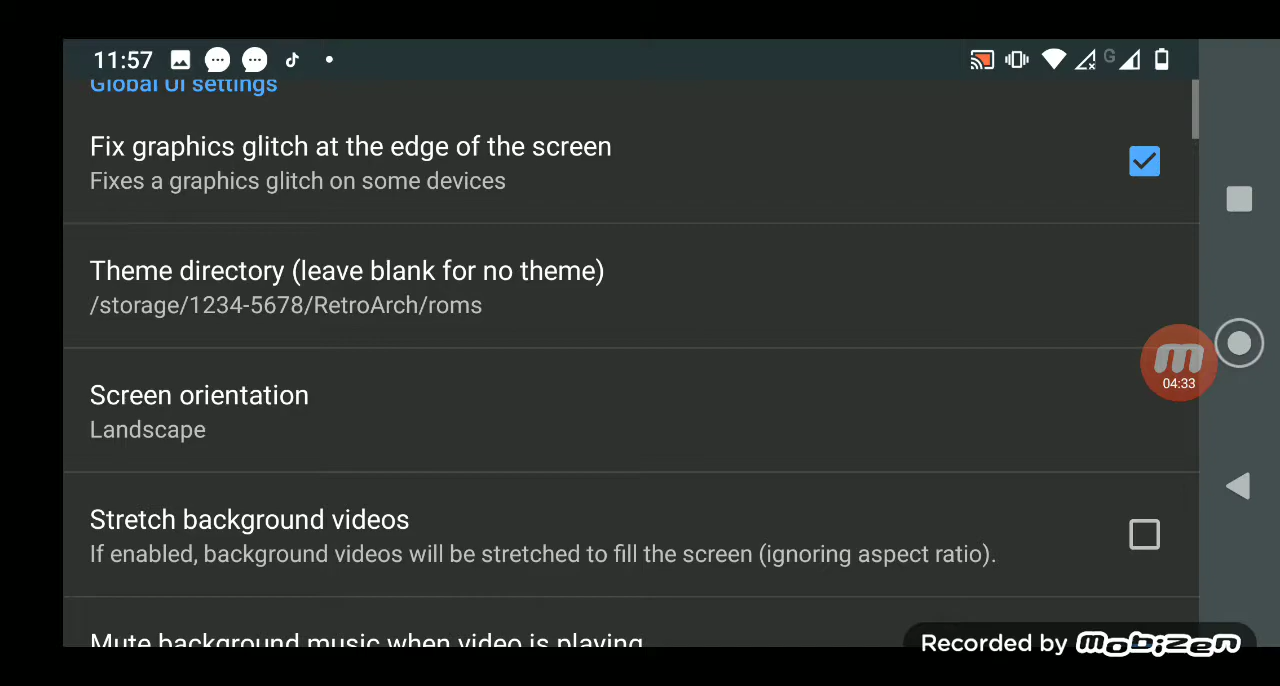 11:57
G
Global UI settings
Fix graphics glitch at the edge of the screen
Fixes a graphics glitch on some devices
Theme directory (leave blank for no theme)
/storage/1234-5678/RetroArch/roms
Screen orientation
Landscape
m
04:33
Stretch background videos
If enabled, background videos will be stretched to fill the screen (ignoring aspect ratio).
Mute background music when video is playing
Recorded by mobizen